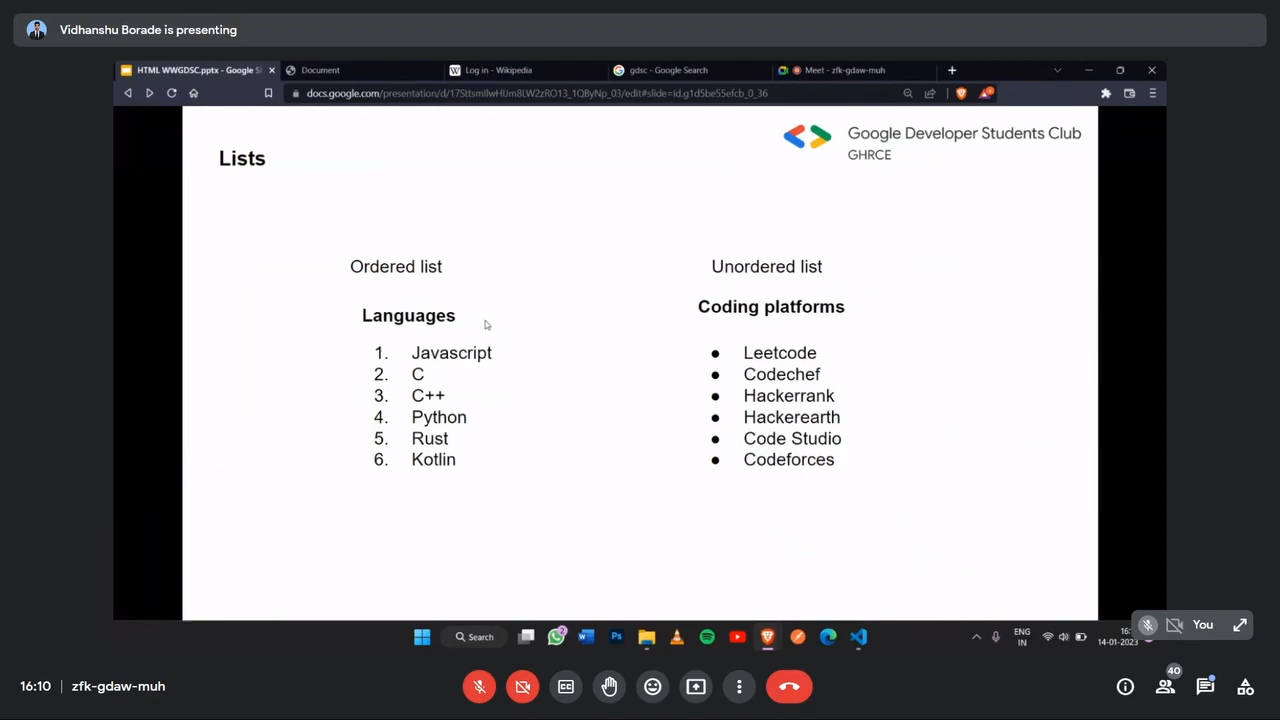 Vidhanshu Borade is presenting
HTML WWGDSC.pptx - Google Sl
Document
Log in - Wikipedia
gdsc - Google Search
Meet - zfk-gdaw-muh
Google Developer Students Club
GHRCE
Lists
Ordered list
Unordered list
Languages
Coding platforms
1. Javascript
2. C
3. C++
4. Python
5. Rust
6. Kotlin
● Leetcode
● Codechef
● Hackerrank
● Hackerearth
● Code Studio
● Codeforces
Search
ENG
IN
14-01-2023
You
16:10 | zfk-gdaw-muh
40